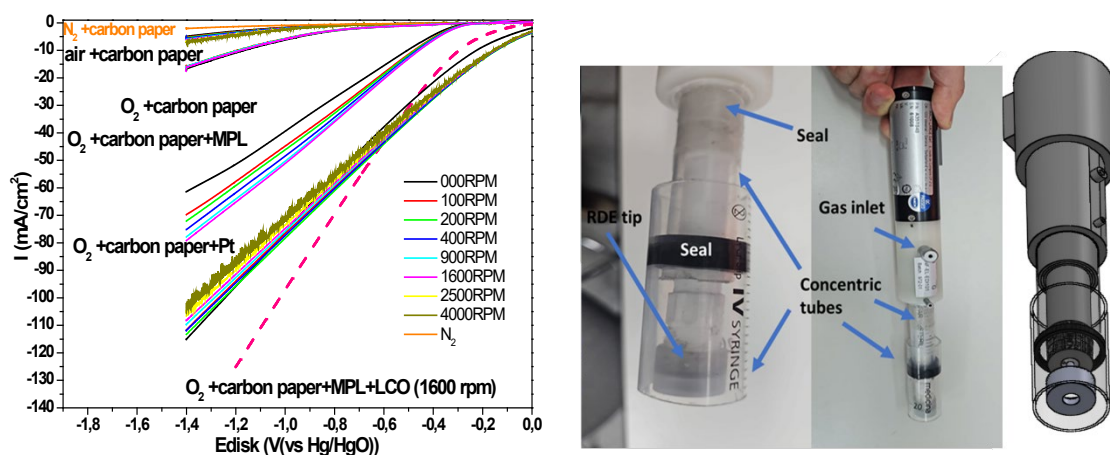 0
-10
-20
-30
-40
-50
-60
-70
-80
-90
-100
-110
-120
-130
-140
I (mA/cm²)
N₂ +carbon paper
air +carbon paper
O₂ +carbon paper
O₂ +carbon paper+MPL
O₂ +carbon paper+Pt
O₂ +carbon paper+MPL+LCO (1600 rpm)
000RPM
100RPM
200RPM
400RPM
900RPM
1600RPM
2500RPM
4000RPM
N₂
-1,8 -1,6 -1,4 -1,2 -1,0 -0,8 -0,6 -0,4 -0,2 0,0
Edisk (V(vs Hg/HgO))
Seal
RDE tip
Seal
SYRINGE
Gas inlet
Concentric
tubes
20